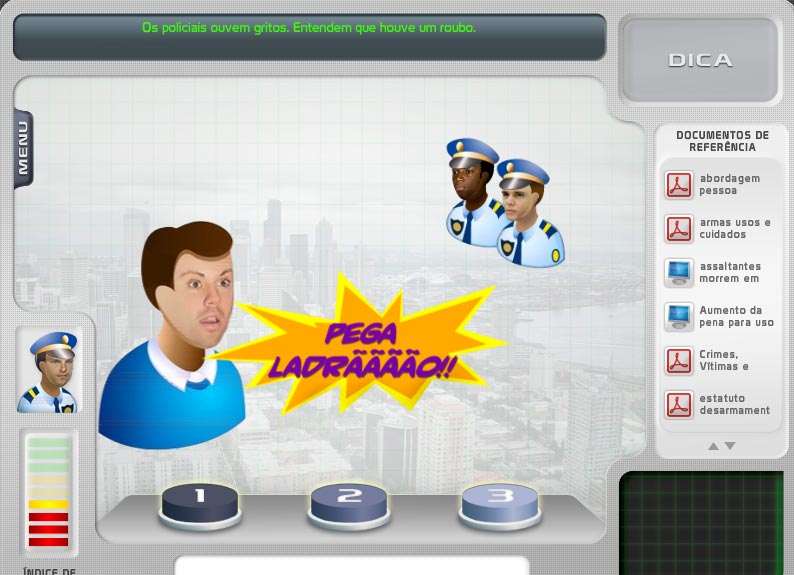 Os policiais ouvem gritos. Entendem que houve um roubo.
DICA
MENU
DOCUMENTOS DE
REFERÊNCIA
abordagem
pessoa
armas usos e
cuidados
assaltantes
morrem em
Aumento da
pena para uso
Crimes,
Vítimas e
estatuto
desarmament
PEGA
LADRÃÃÃÃO!!
1
2
3
ÍNDICE DE